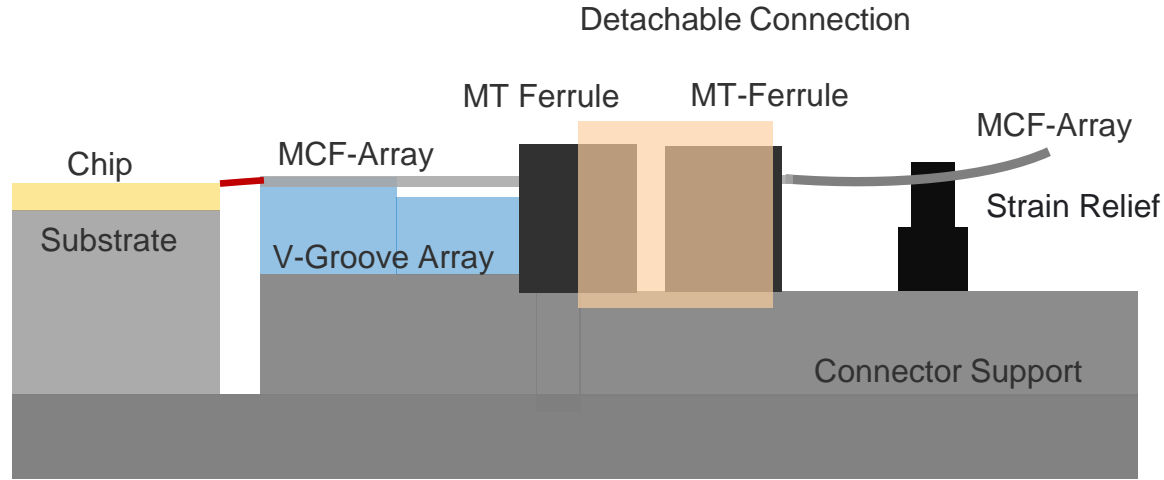 Detachable Connection
MT Ferrule
MT-Ferrule
MCF-Array
Chip
MCF-Array
Strain Relief
Substrate
V-Groove Array
Connector Support